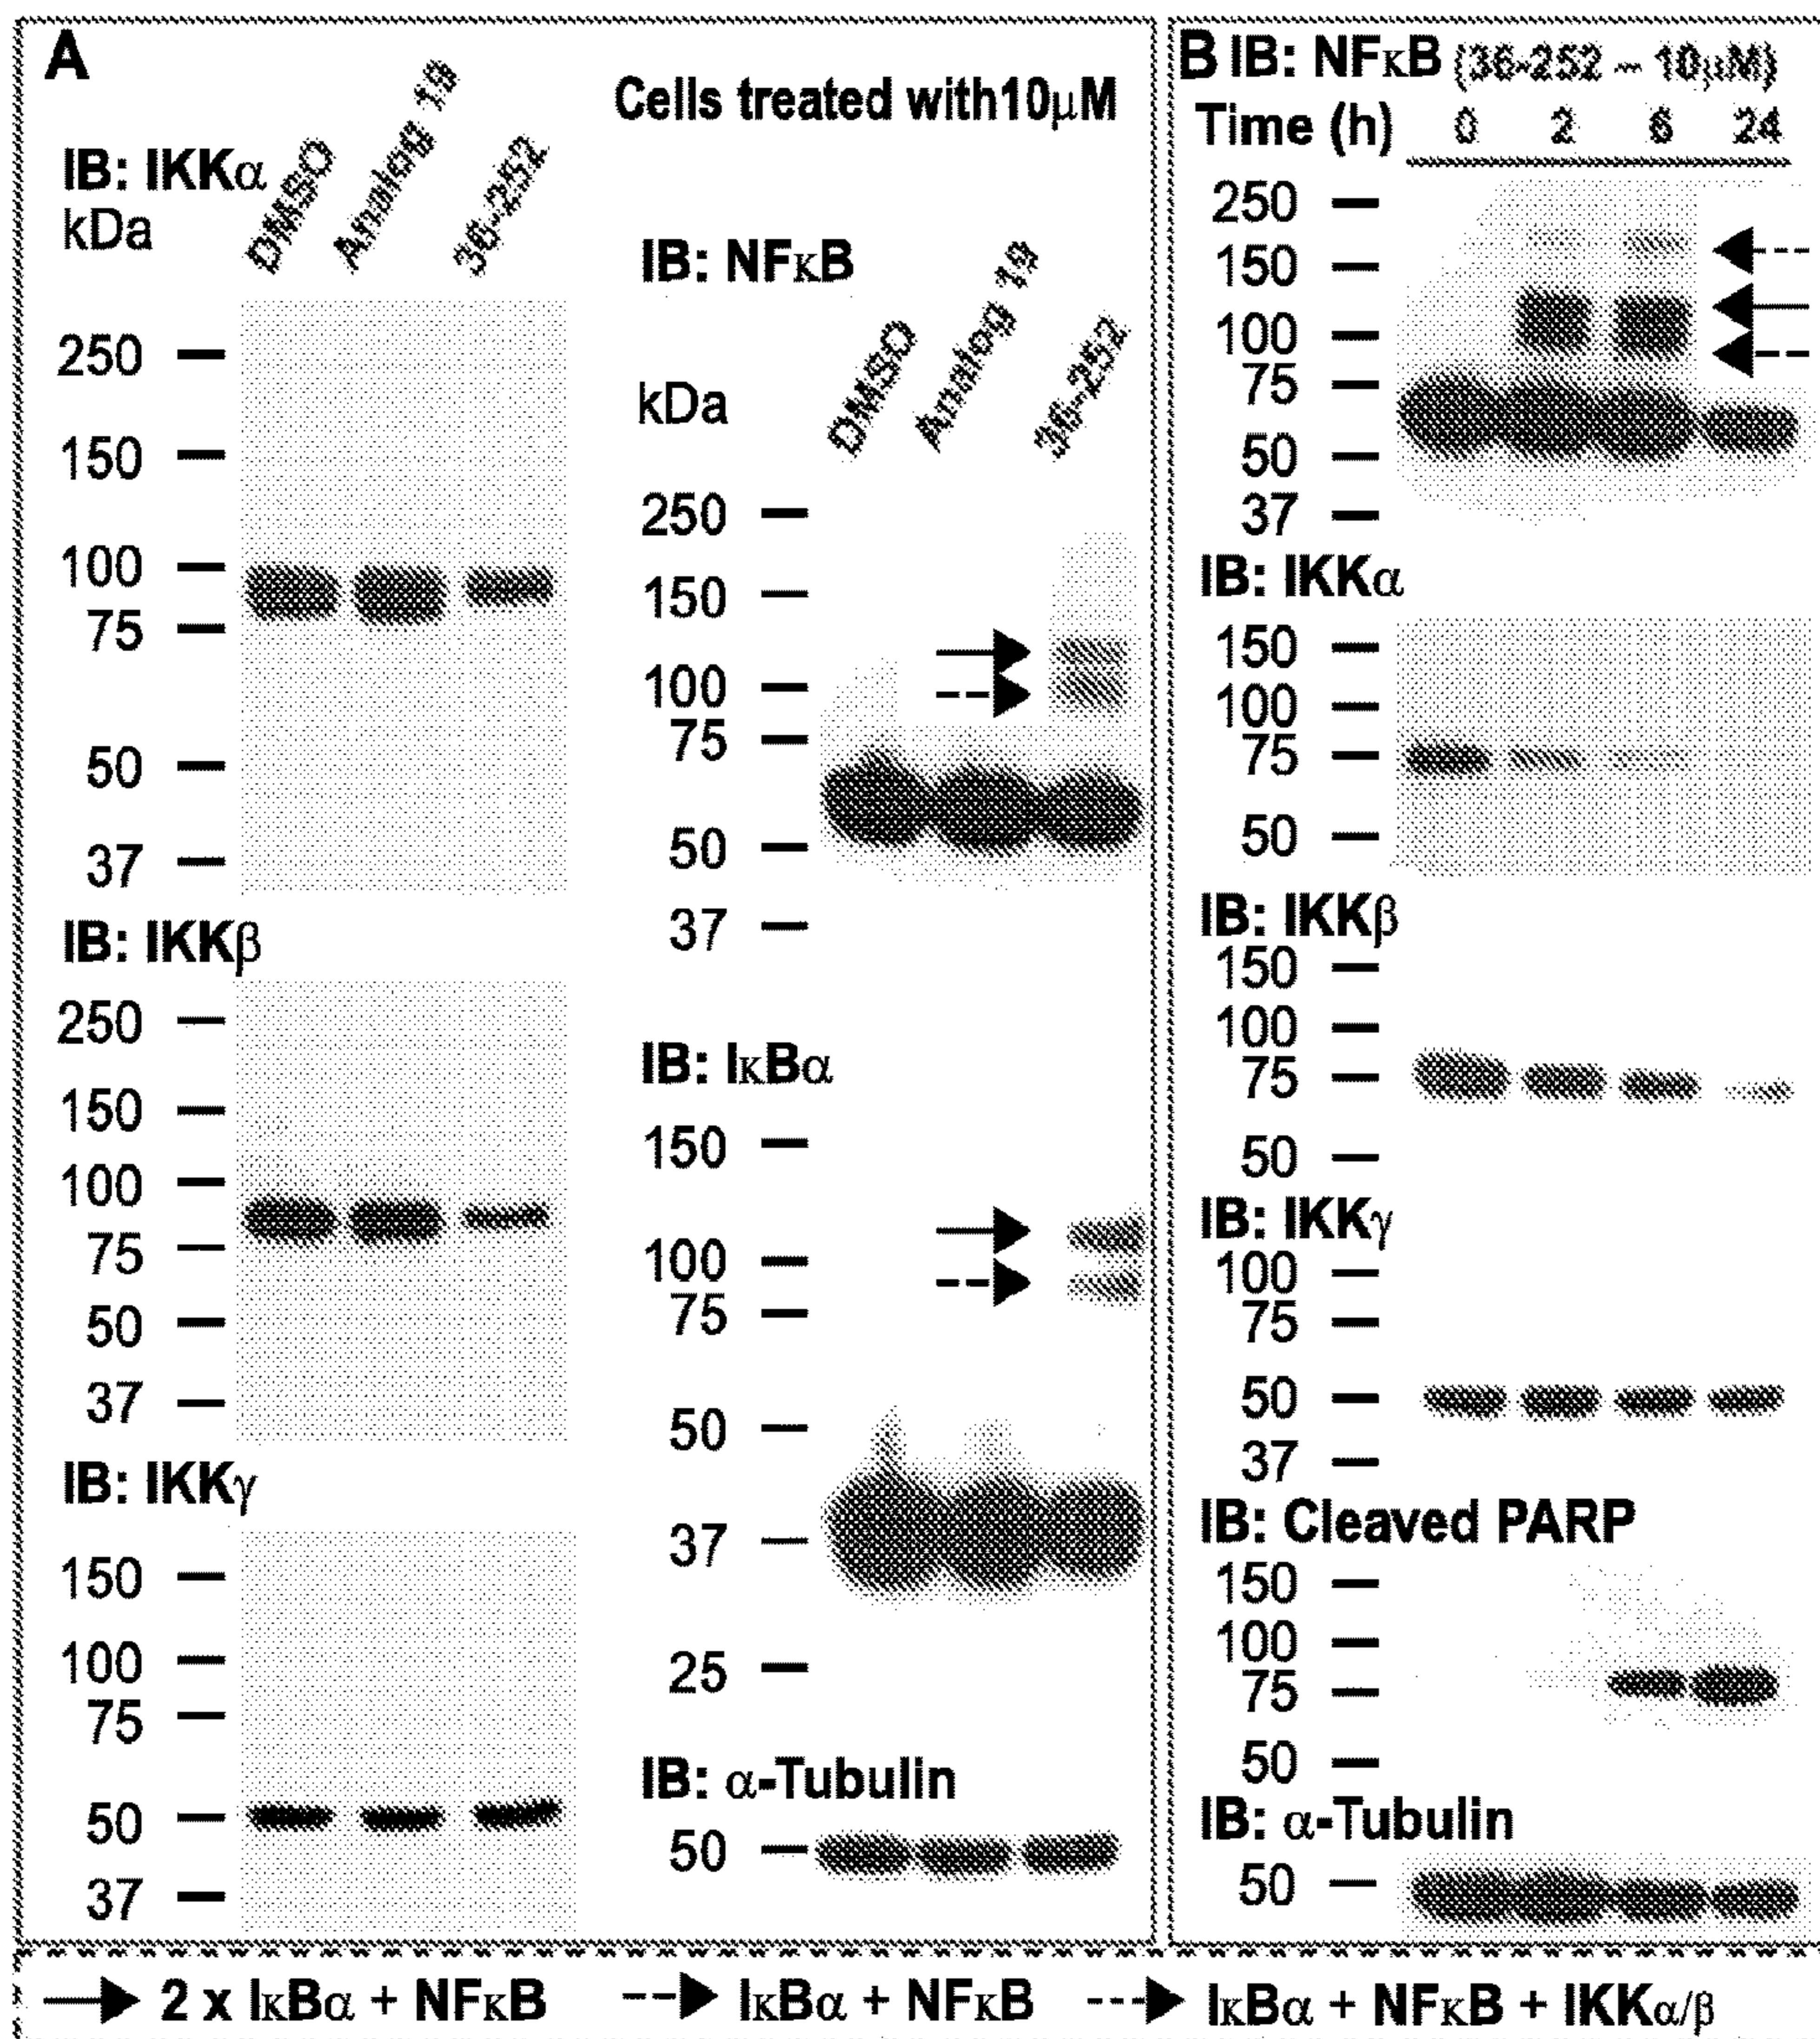 A
Cells treated with10μM
IB: IKKα
kDa
DMSO
Analog 19
36-252
250
150
100
75
50
37
IB: IKKβ
250
150
100
75
50
37
IB: IKKγ
150
100
75
50
37
IB: NFκB
kDa
DMSO
Analog 19
36-252
250
150
100
75
50
37
IB: IκBα
150
100
75
50
37
25
IB: α-Tubulin
50
B IB: NFκB (36-252 – 10μM)
Time (h) 0 2 6 24
250
150
100
75
50
37
IB: IKKα
150
100
75
50
IB: IKKβ
150
100
75
50
IB: IKKγ
100
75
50
37
IB: Cleaved PARP
150
100
75
50
IB: α-Tubulin
50
2 x IκBα + NFκB IκBα + NFκB IκBα + NFκB + IKKα/β